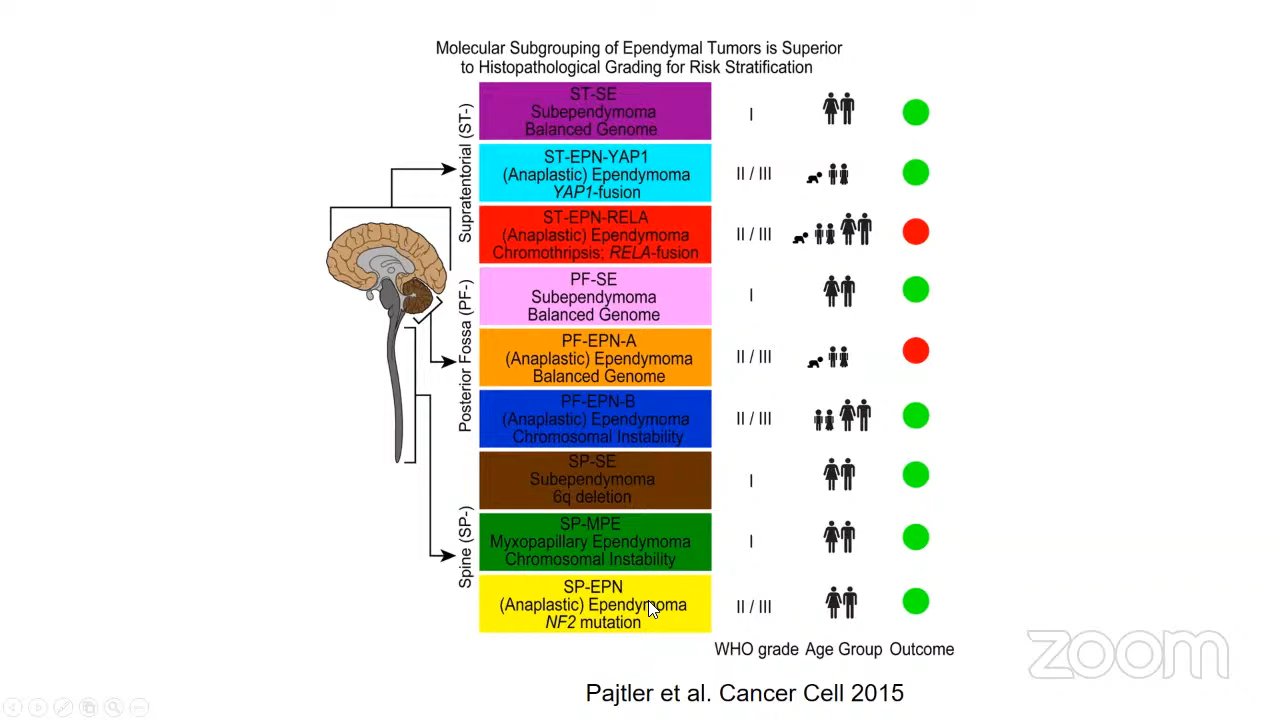 Molecular Subgrouping of Ependymal Tumors is Superior
to Histopathological Grading for Risk Stratification
Supratentorial (ST-)
ST-SE
Subependymoma
Balanced Genome
I
ST-EPN-YAP1
(Anaplastic) Ependymoma
YAP1-fusion
II / III
ST-EPN-RELA
(Anaplastic) Ependymoma
Chromothripsis; RELA-fusion
II / III
Posterior Fossa (PF-)
PF-SE
Subependymoma
Balanced Genome
I
PF-EPN-A
(Anaplastic) Ependymoma
Balanced Genome
II / III
PF-EPN-B
(Anaplastic) Ependymoma
Chromosomal Instability
II / III
Spine (SP-)
SP-SE
Subependymoma
6q deletion
I
SP-MPE
Myxopapillary Ependymoma
Chromosomal Instability
I
SP-EPN
(Anaplastic) Ependymoma
NF2 mutation
II / III
WHO grade Age Group Outcome
zoom
Pajtler et al. Cancer Cell 2015